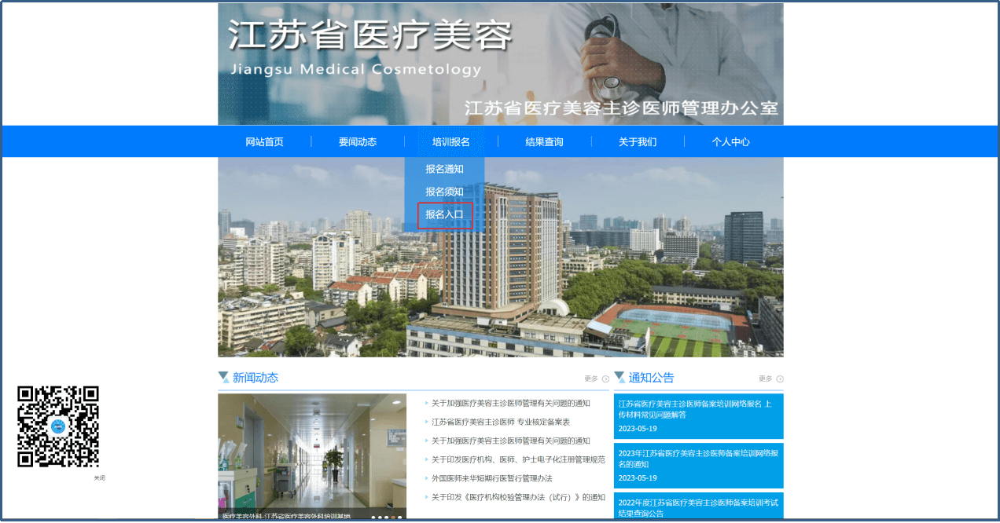 江苏省医疗美容
Jiangsu Medical Cosmetology
江苏省医疗美容主诊医师管理办公室
网站首页
要闻动态
培训报名
结果查询
关于我们
个人中心
报名通知
报名须知
报名入口
新闻动态
更多
医疗美容外科-江苏省医疗美容外科培训基地
关于加强医疗美容主诊医师管理有关问题的通知
江苏省医疗美容主诊医师 专业核定备案表
关于加强医疗美容主诊医师管理有关问题的通知
关于印发医疗机构、医师、护士电子化注册管理规范
外国医师来华短期行医暂行管理办法
关于印发《医疗机构校验管理办法（试行）》的通知
通知公告
更多
江苏省医疗美容主诊医师备案培训网络报名 上
传材料常见问题解答
2023-05-19
2023年江苏省医疗美容主诊医师备案培训网络报
名的通知
2023-05-19
2022年度江苏省医疗美容主诊医师备案培训考试
结果查询公告
关闭